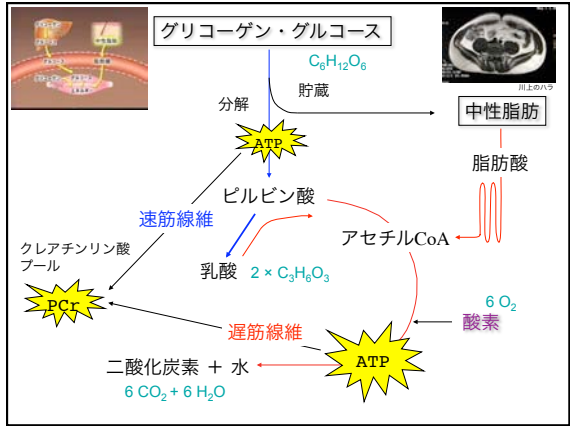 グリコーゲン・グルコース
C6H12O6
川上のハラ
分解
貯蔵
中性脂肪
ATP
脂肪酸
ピルビン酸
速筋線維
アセチルCoA
クレアチンリン酸
プール
乳酸
2 × C3H6O3
PCr
6 O2
酸素
遅筋線維
ATP
二酸化炭素 + 水
6 CO2 + 6 H2O